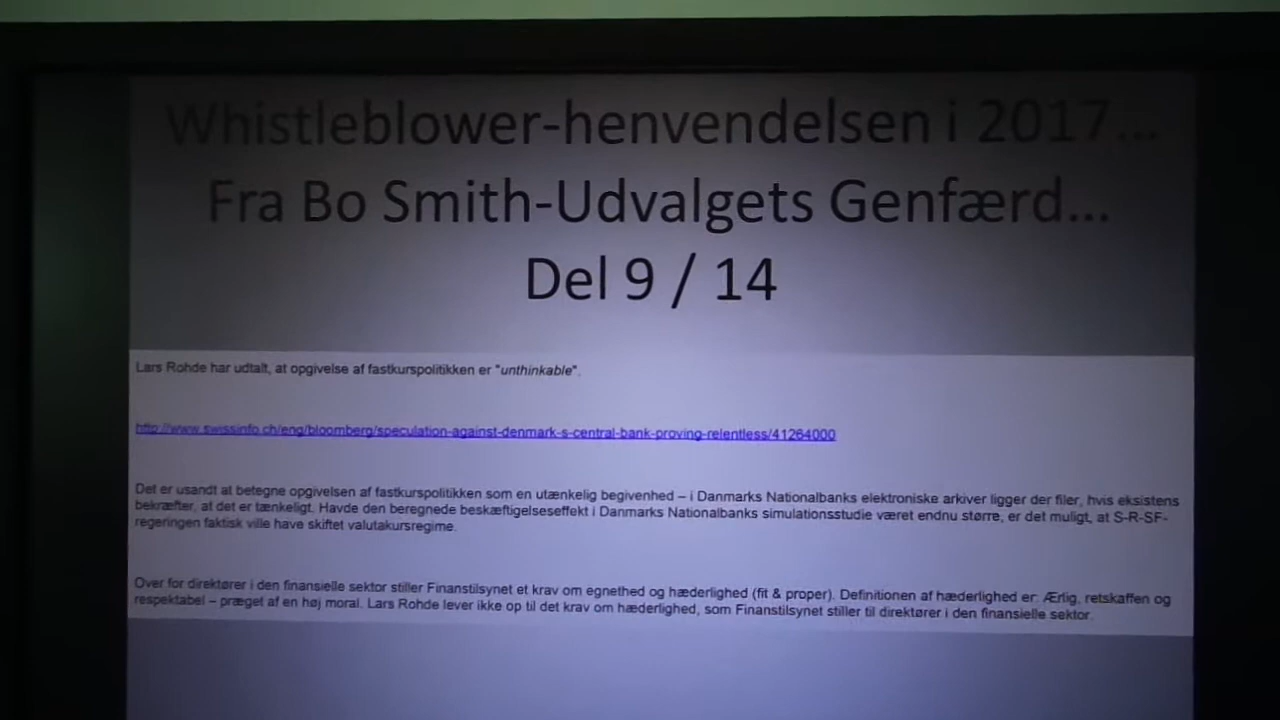 Whistleblower-henvendelsen i 2017...
Fra Bo Smith-Udvalgets Genfærd...
Del 9 / 14
Lars Rohde har udtalt, at opgivelse af fastkurspolitikken er "unthinkable".
http://www.swissinfo.ch/eng/bloomberg/speculation-against-denmark-s-central-bank-proving-relentless/41264000
Det er usandt at betegne opgivelsen af fastkurspolitikken som en utænkelig begivenhed – i Danmarks Nationalbanks elektroniske arkiver ligger der filer, hvis eksistens
bekræfter, at det er tænkeligt. Havde den beregnede beskæftigelseseffekt i Danmarks Nationalbanks simulationsstudie været endnu større, er det muligt, at S-R-SF-
regeringen faktisk ville have skiftet valutakursregime.
Over for direktører i den finansielle sektor stiller Finanstilsynet et krav om egnethed og hæderlighed (fit & proper). Definitionen af hæderlighed er: Ærlig, retskaffen og
respektabel – præget af en høj moral. Lars Rohde lever ikke op til det krav om hæderlighed, som Finanstilsynet stiller til direktører i den finansielle sektor.